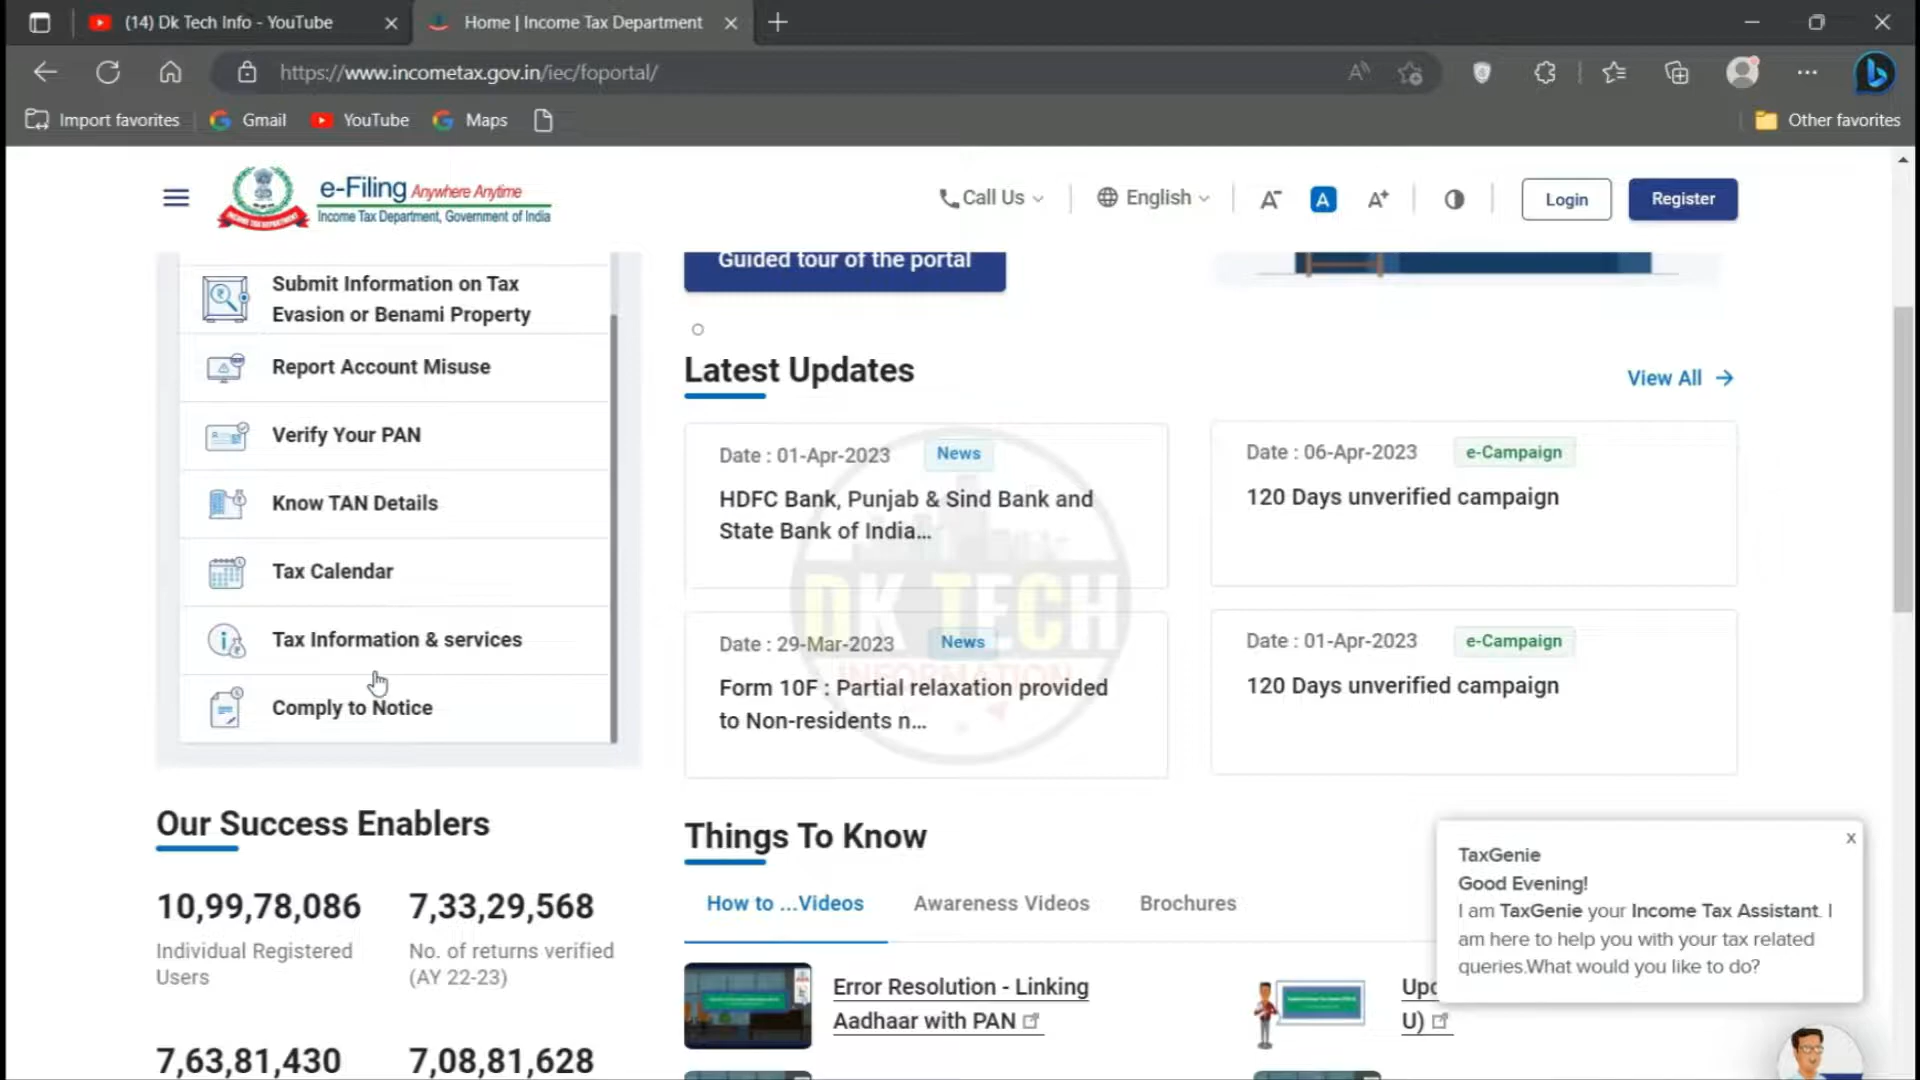 (14) Dk Tech Info - YouTube
Home | Income Tax Department
https://www.incometax.gov.in/iec/foportal/
Import favorites
Gmail
YouTube
Maps
Other favorites
e-Filing Anywhere Anytime
Income Tax Department, Government of India
Call Us
English
A-
A
A+
Login
Register
Submit Information on Tax
Evasion or Benami Property
Report Account Misuse
Verify Your PAN
Know TAN Details
Tax Calendar
Tax Information & services
Comply to Notice
Guided tour of the portal
Latest Updates
View All
Date : 01-Apr-2023
News
HDFC Bank, Punjab & Sind Bank and
State Bank of India...
Date : 06-Apr-2023
e-Campaign
120 Days unverified campaign
Date : 29-Mar-2023
News
Form 10F : Partial relaxation provided
to Non-residents n...
Date : 01-Apr-2023
e-Campaign
120 Days unverified campaign
DK TECH
INFORMATION
Our Success Enablers
10,99,78,086
Individual Registered
Users
7,33,29,568
No. of returns verified
(AY 22-23)
7,63,81,430
7,08,81,628
Things To Know
How to ...Videos
Awareness Videos
Brochures
Error Resolution - Linking
Aadhaar with PAN
U)
x
TaxGenie
Good Evening!
I am TaxGenie your Income Tax Assistant. I
am here to help you with your tax related
queries.What would you like to do?